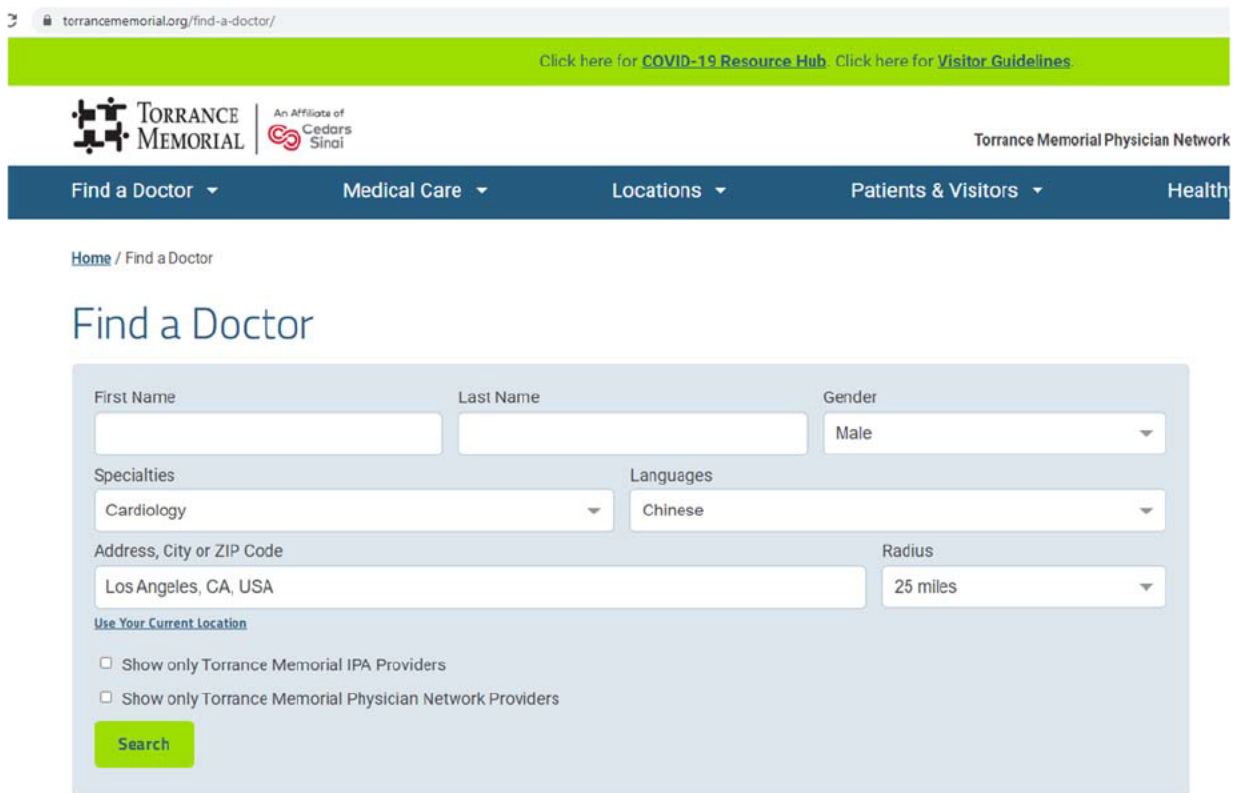 torrancememorial.org/find-a-doctor/
Click here for COVID-19 Resource Hub. Click here for Visitor Guidelines.
TORRANCE
MEMORIAL
An Affiliate of
Cedars
Sinai
Torrance Memorial Physician Network
Find a Doctor Medical Care Locations Patients & Visitors Healthy
Home / Find a Doctor
Find a Doctor
First Name Last Name Gender
Male
Specialties Languages
Cardiology Chinese
Address, City or ZIP Code Radius
Los Angeles, CA, USA 25 miles
Use Your Current Location
Show only Torrance Memorial IPA Providers
Show only Torrance Memorial Physician Network Providers
Search